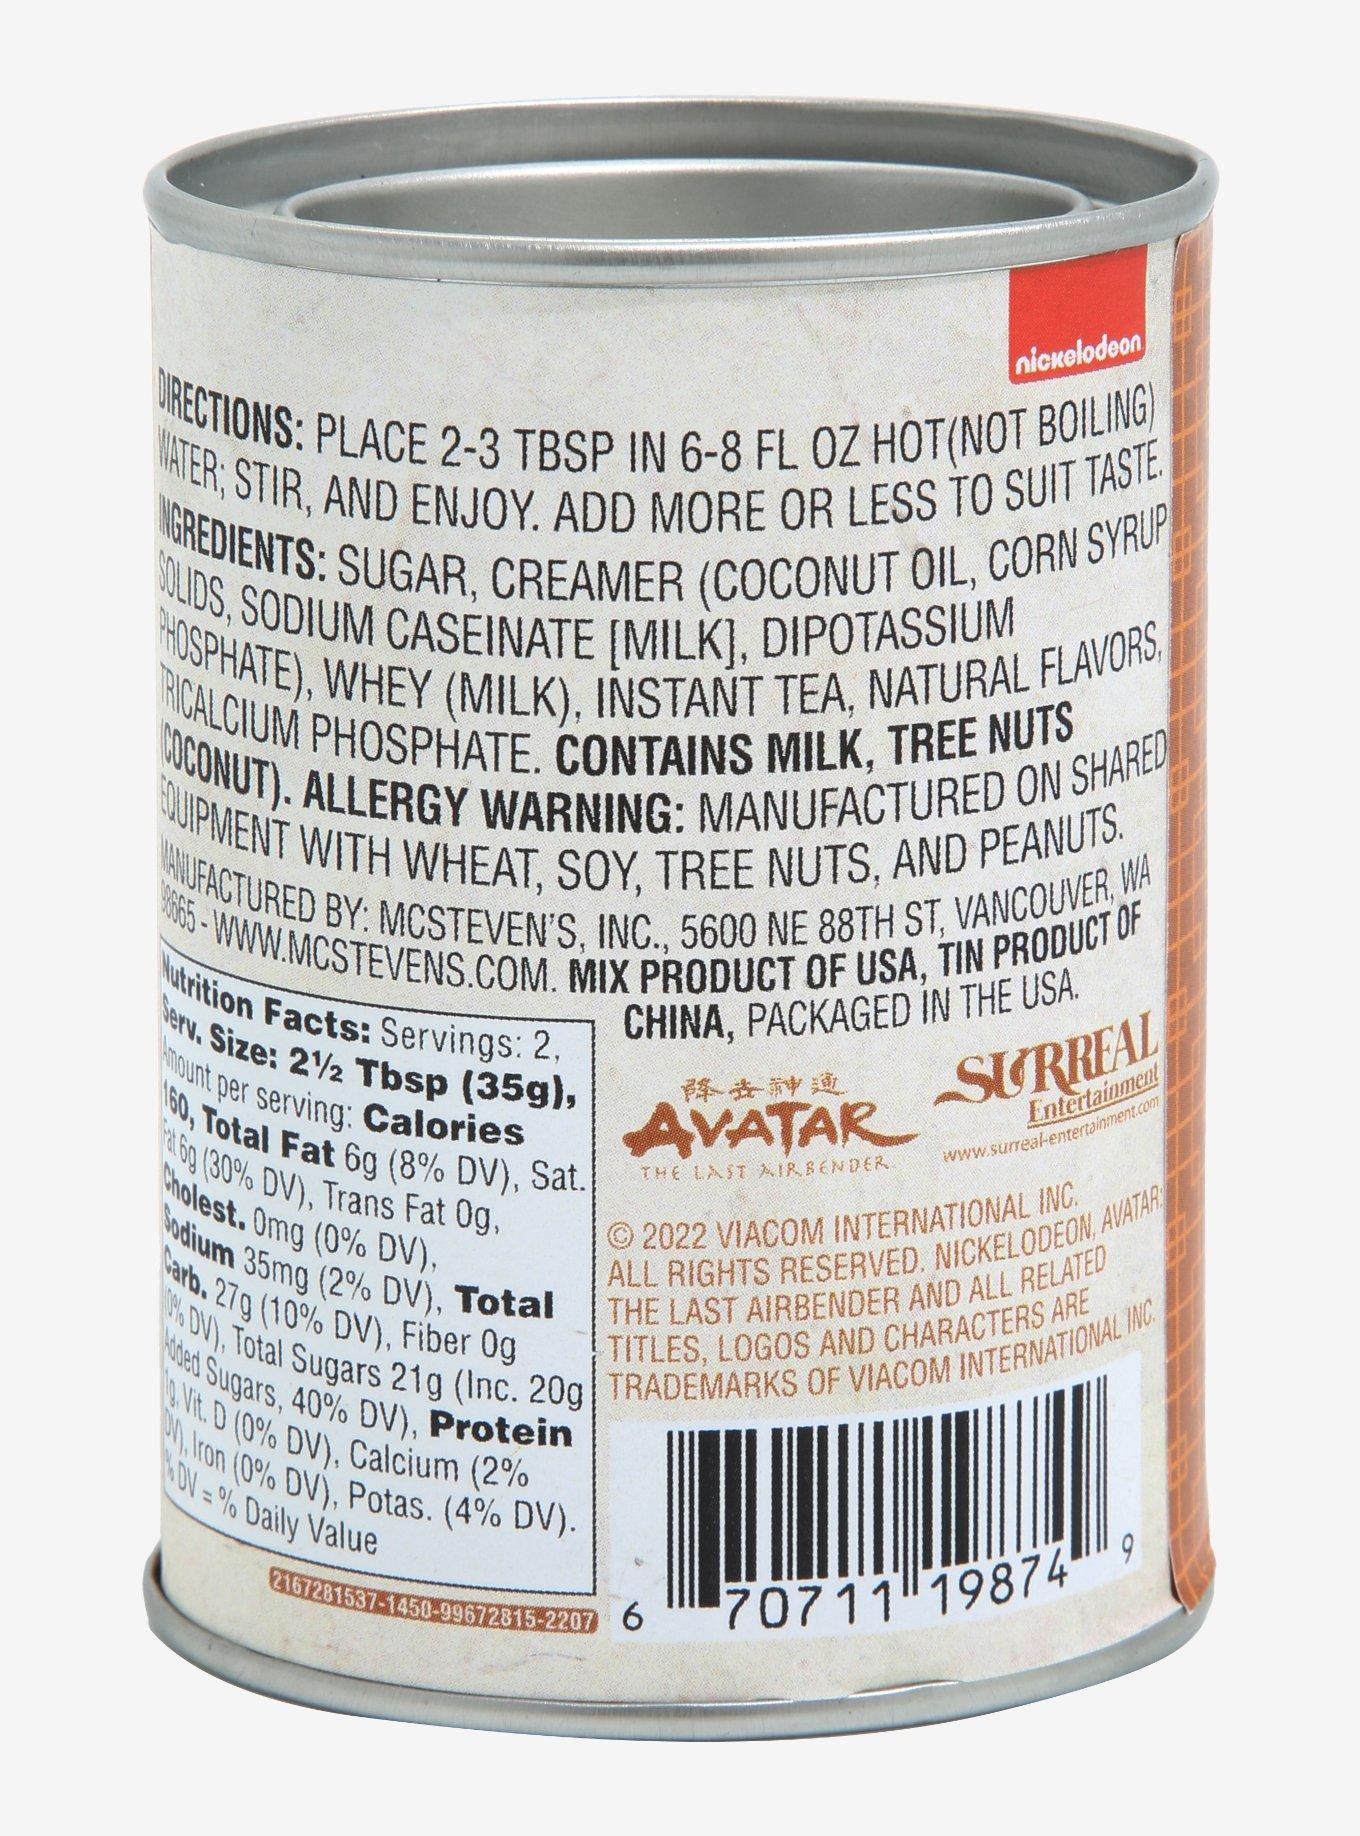 nickelodeon
DIRECTIONS: PLACE 2-3 TBSP IN 6-8 FL OZ HOT(NOT BOILING)
WATER; STIR, AND ENJOY. ADD MORE OR LESS TO SUIT TASTE.
INGREDIENTS: SUGAR, CREAMER (COCONUT OIL, CORN SYRUP
SOLIDS, SODIUM CASEINATE [MILK], DIPOTASSIUM
PHOSPHATE), WHEY (MILK), INSTANT TEA, NATURAL FLAVORS,
TRICALCIUM PHOSPHATE. CONTAINS MILK, TREE NUTS
(COCONUT). ALLERGY WARNING: MANUFACTURED ON SHARED
EQUIPMENT WITH WHEAT, SOY, TREE NUTS, AND PEANUTS.
MANUFACTURED BY: MCSTEVEN'S, INC., 5600 NE 88TH ST, VANCOUVER, WA
98665 - WWW.MCSTEVENS.COM. MIX PRODUCT OF USA, TIN PRODUCT OF
CHINA, PACKAGED IN THE USA.
Nutrition Facts: Servings: 2,
Serv. Size: 2½ Tbsp (35g),
Amount per serving: Calories
160, Total Fat 6g (8% DV), Sat.
Fat 6g (30% DV), Trans Fat 0g,
Cholest. 0mg (0% DV),
Sodium 35mg (2% DV), Total
Carb. 27g (10% DV), Fiber 0g
(0% DV), Total Sugars 21g (Inc. 20g
Added Sugars, 40% DV), Protein
1g, Vit. D (0% DV), Calcium (2%
DV), Iron (0% DV), Potas. (4% DV).
% DV = % Daily Value
2167281537-1450-99672815-2207
降去神通
AVATAR
THE LAST AIRBENDER
SURREAL
Entertainment
www.surreal-entertainment.com
© 2022 VIACOM INTERNATIONAL INC.
ALL RIGHTS RESERVED. NICKELODEON, AVATAR:
THE LAST AIRBENDER AND ALL RELATED
TITLES, LOGOS AND CHARACTERS ARE
TRADEMARKS OF VIACOM INTERNATIONAL INC.
6 70711 19874 9